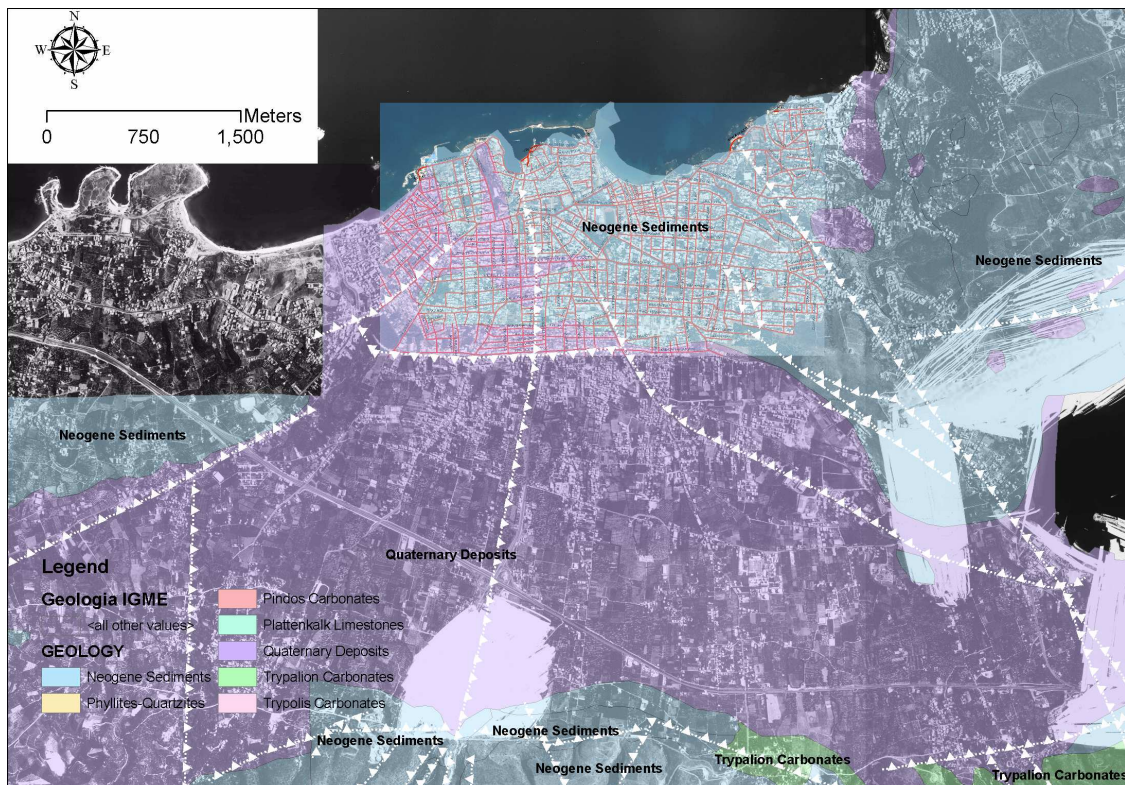 N
W E
S
Meters
0 750 1,500
Neogene Sediments
Neogene Sediments
Neogene Sediments
Quaternary Deposits
Legend
Geologia IGME
<all other values>
GEOLOGY
Neogene Sediments
Phyllites-Quartzites
Pindos Carbonates
Plattenkalk Limestones
Quaternary Deposits
Trypalion Carbonates
Trypolis Carbonates
Neogene Sediments
Neogene Sediments
Neogene Sediments
Trypalion Carbonates
Trypalion Carbonates